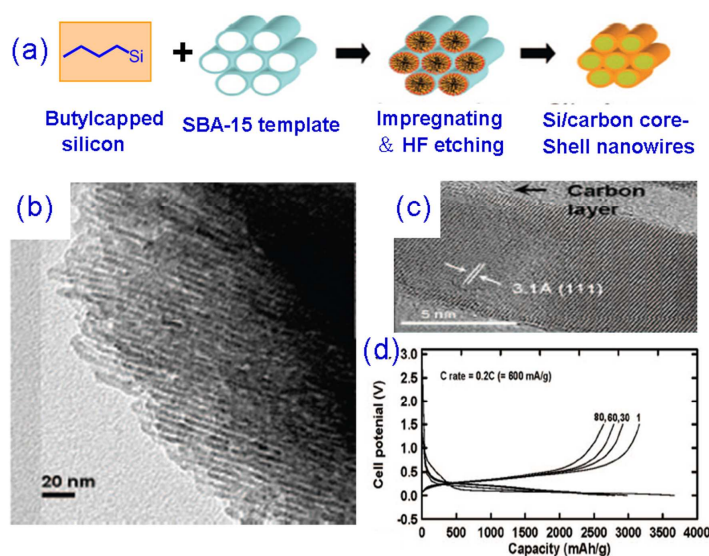 (a)
Si
+
Butylcapped
silicon
SBA-15 template
Impregnating
& HF etching
Si/carbon core-
Shell nanowires
(b)
20 nm
(c)
Carbon
layer
3.1A (111)
5 nm
(d)
C rate = 0.2C (= 600 mA/g)
80,60,30 1
Cell potenial (V)
3.0
2.5
2.0
1.5
1.0
0.5
0.0
-0.5
0 500 1000 1500 2000 2500 3000 3500 4000
Capacity (mAh/g)